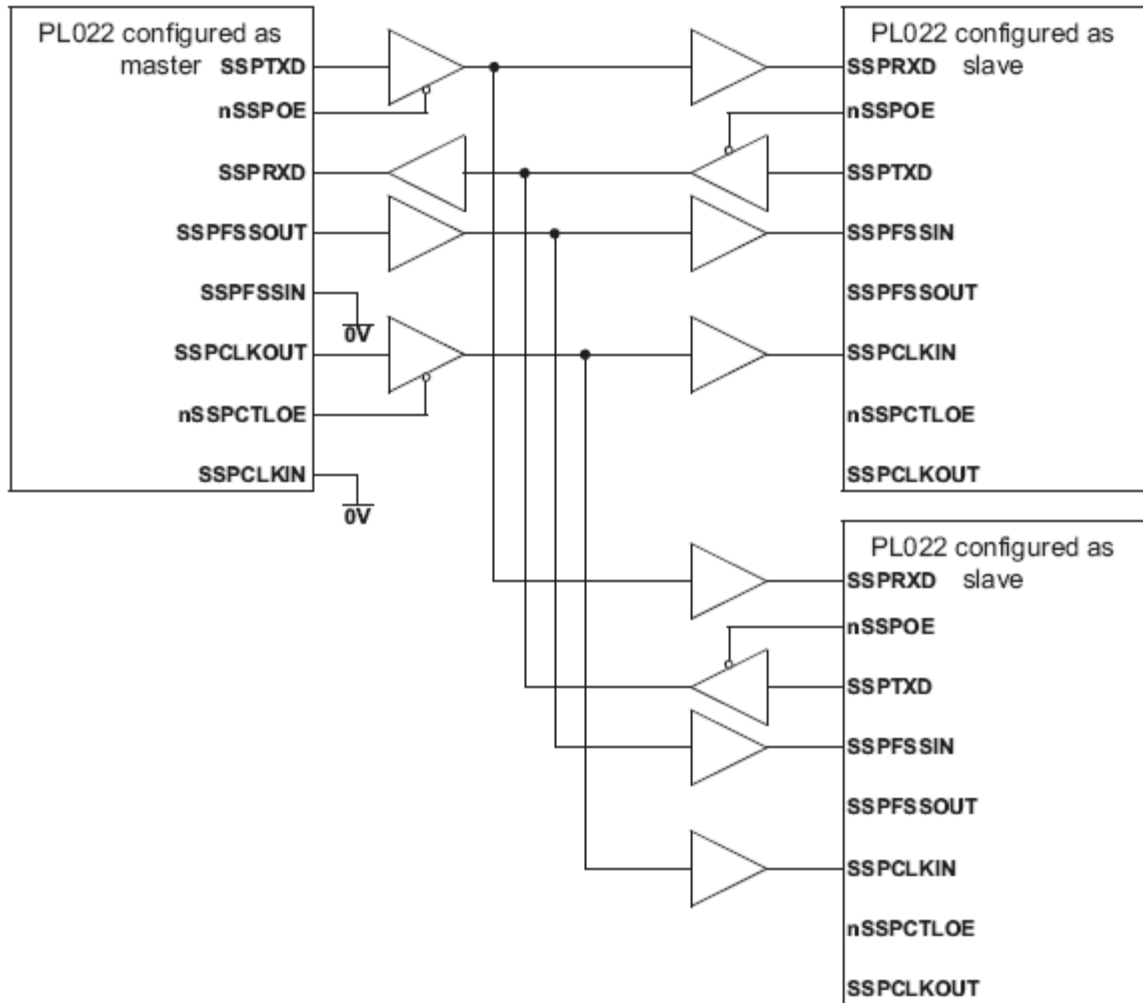 PL022 configured as
master SSPTXD
nSSPOE
SSPRXD
SSPFSSOUT
SSPFSSIN
0V
SSPCLKOUT
nSSPCTLOE
SSPCLKIN
0V
PL022 configured as
SSPRXD slave
nSSPOE
SSPTXD
SSPFSSIN
SSPFSSOUT
SSPCLKIN
nSSPCTLOE
SSPCLKOUT
PL022 configured as
SSPRXD slave
nSSPOE
SSPTXD
SSPFSSIN
SSPFSSOUT
SSPCLKIN
nSSPCTLOE
SSPCLKOUT